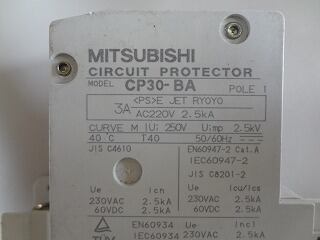 MITSUBISHI
CIRCUIT PROTECTOR
MODEL CP30-BA POLE 1
3A <PS>E JET RYOYO
AC220V 2.5kA
CURVE M Ui 250V Uimp 2.5kV
40°C T40 50/60Hz
JIS C4610 EN60947-2 Cat.A
IEC60947-2
JIS C8201-2
Ue Icn Ue Icu/Ics
230VAC 2.5kA 230VAC 2.5kA
60VDC 2.5kA 60VDC 2.5kA
EN60934 Ue Icn1
TÜV IEC60934 230VAC 2.5kA